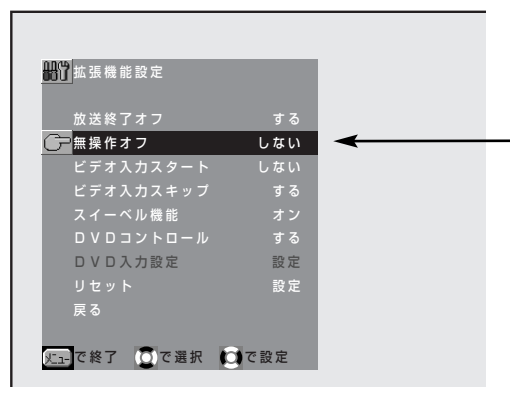 拡張機能設定
放送終了オフ する
無操作オフ しない
ビデオ入力スタート しない
ビデオ入力スキップ する
スイーベル機能 オン
ＤＶＤコントロール する
ＤＶＤ入力設定 設定
リセット 設定
戻る
メニューで終了 で選択 で設定